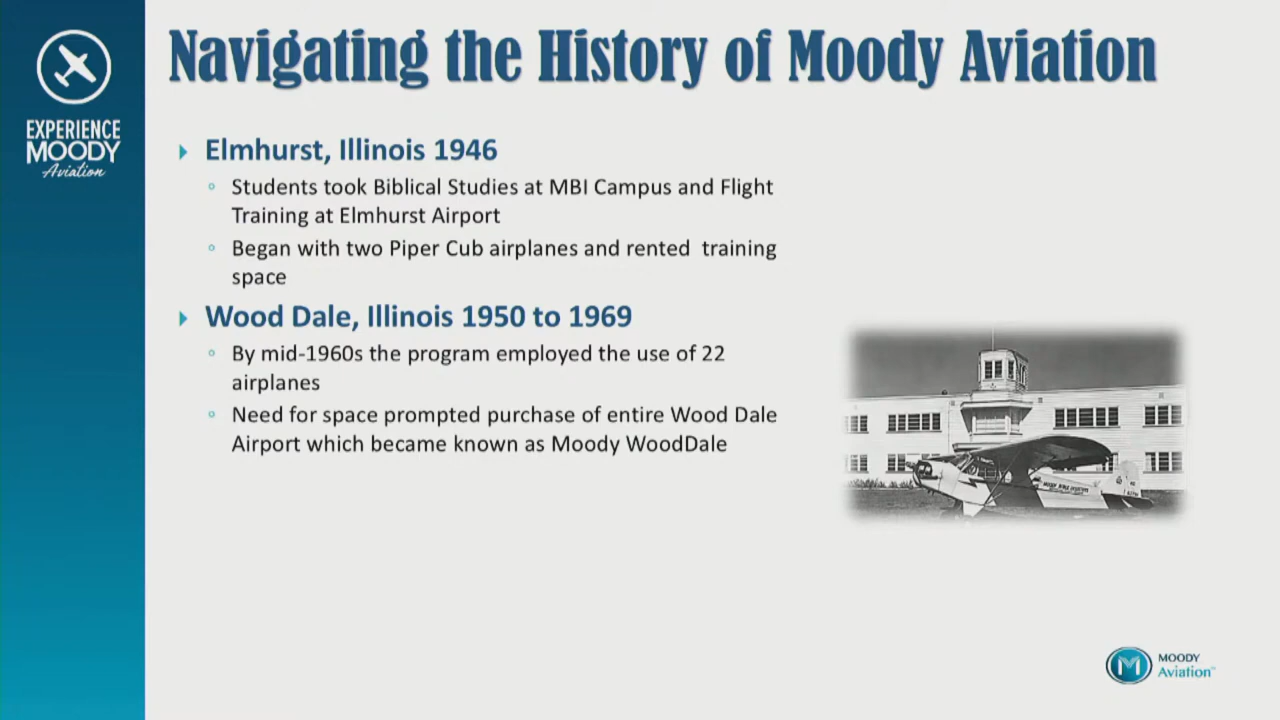 Navigating the History of Moody Aviation
EXPERIENCE
MOODY
Aviation
Elmhurst, Illinois 1946
Students took Biblical Studies at MBI Campus and Flight
Training at Elmhurst Airport
Began with two Piper Cub airplanes and rented training
space
Wood Dale, Illinois 1950 to 1969
By mid-1960s the program employed the use of 22
airplanes
Need for space prompted purchase of entire Wood Dale
Airport which became known as Moody WoodDale
M
MOODY
Aviation